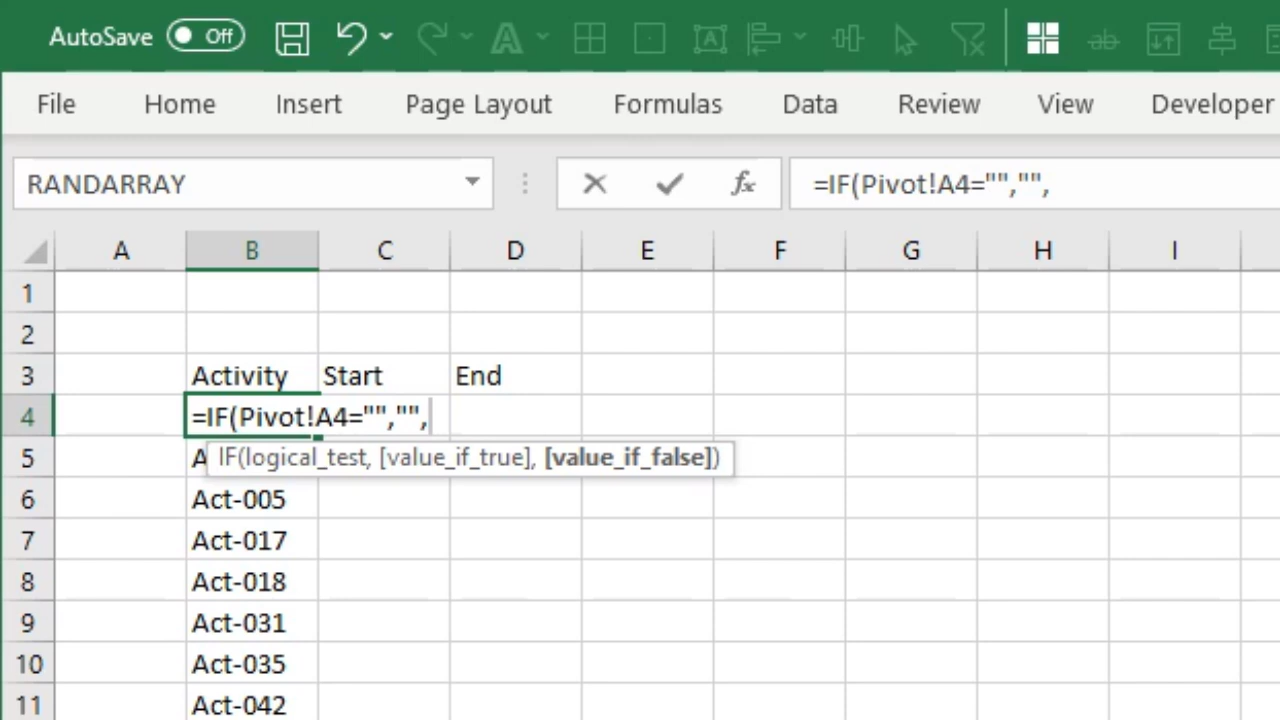 AutoSave Off
File Home Insert Page Layout Formulas Data Review View Developer
RANDARRAY fx =IF(Pivot!A4="","",
A B C D E F G H I
1
2
3 Activity Start End
4 =IF(Pivot!A4="","",
5 A IF(logical_test, [value_if_true], [value_if_false])
6 Act-005
7 Act-017
8 Act-018
9 Act-031
10 Act-035
11 Act-042